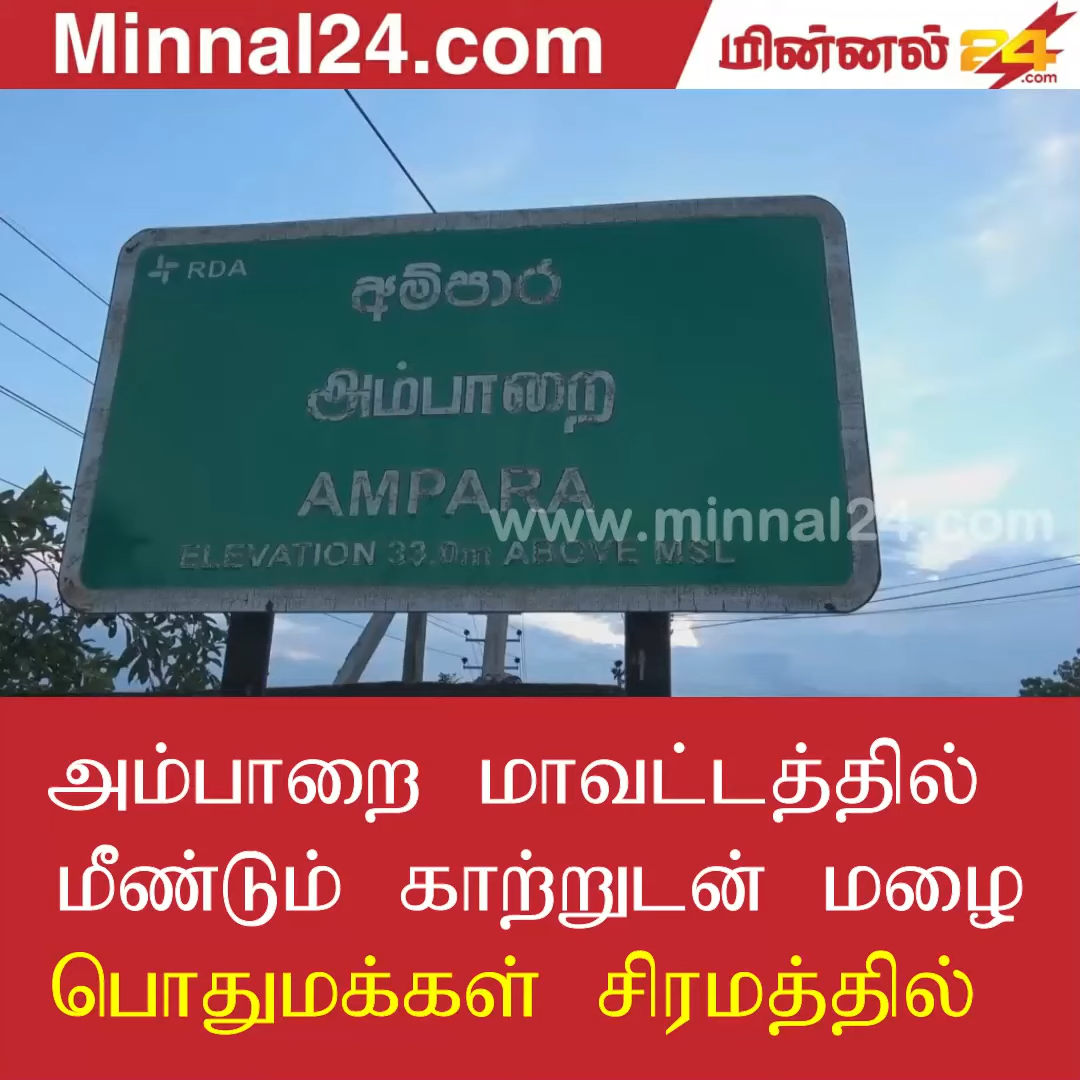 Minnal24.com
மின்னல் 24
.com
RDA
අම්පාර
அம்பாறை
AMPARA
www.minnal24.com
ELEVATION 33.0m ABOVE MSL
அம்பாறை மாவட்டத்தில்
மீண்டும் காற்றுடன் மழை
பொதுமக்கள் சிரமத்தில்